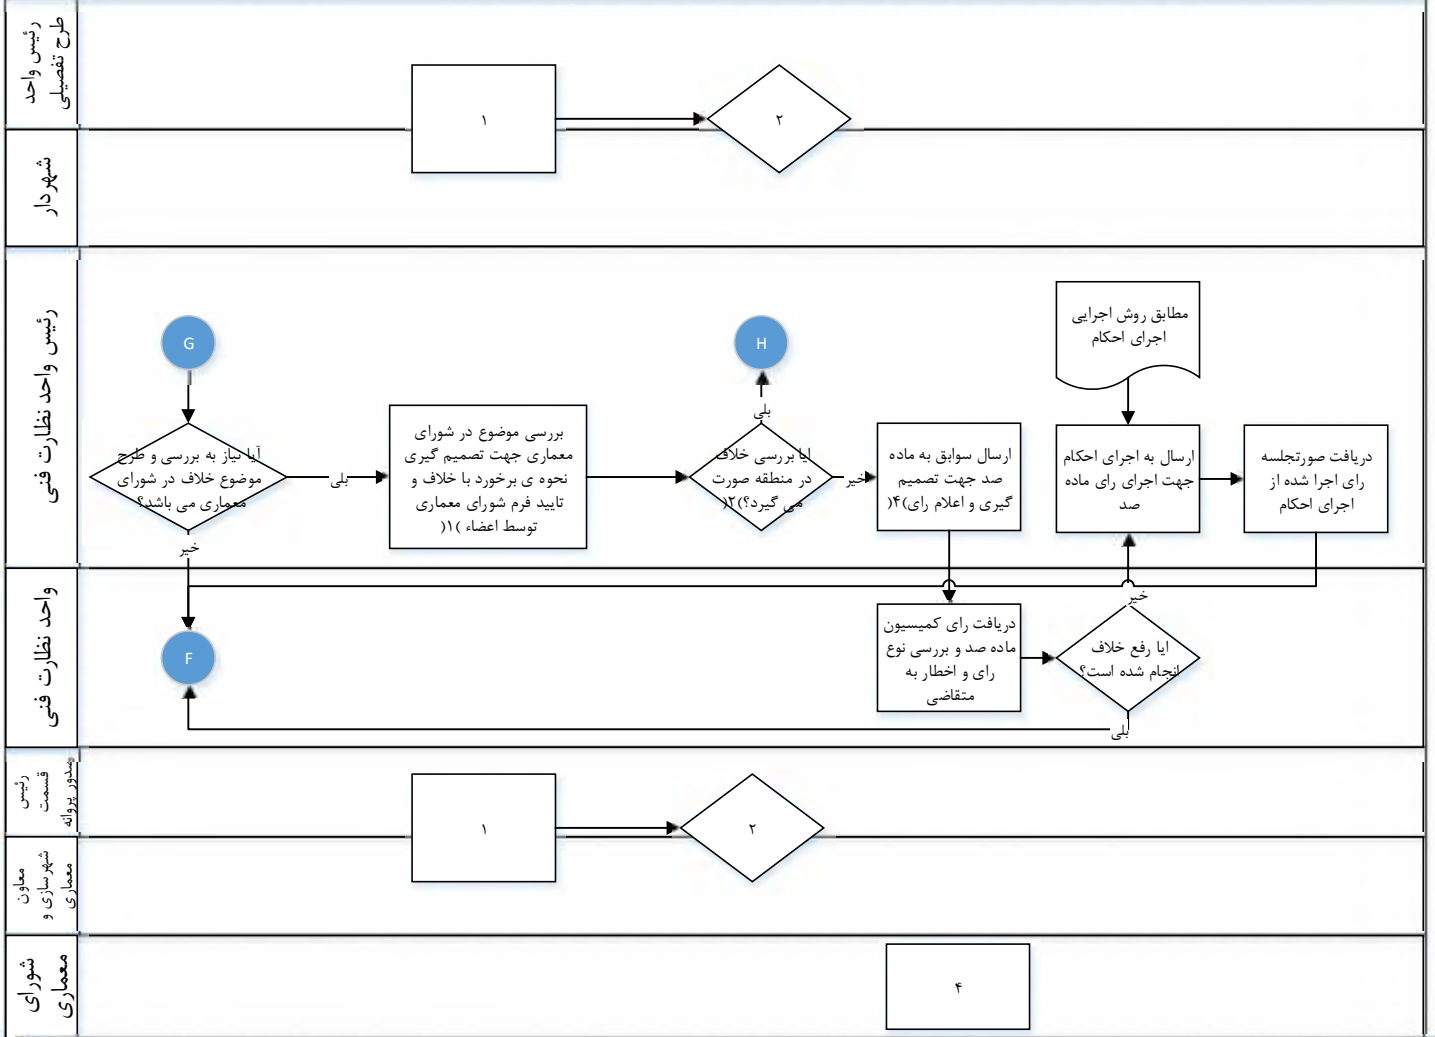 رئیس واحد
طرح تفصیلی
۱
۲
شهردار
رئیس واحد نظارت فنی
G
آیا نیاز به بررسی و طرح
موضوع خلاف در شورای
معماری می باشد؟
بلی
خیر
بررسی موضوع در شورای
معماری جهت تصمیم گیری
نحوه ی برخورد با خلاف و
تایید فرم شورای معماری
توسط اعضاء )۱(
H
بلی
ایا بررسی خلاف
در منطقه صورت
می گیرد؟)۲(
خیر
ارسال سوابق به ماده
صد جهت تصمیم
گیری و اعلام رای)۴(
مطابق روش اجرایی
اجرای احکام
ارسال به اجرای احکام
جهت اجرای رای ماده
صد
دریافت صورتجلسه
رای اجرا شده از
اجرای احکام
واحد نظارت فنی
F
دریافت رای کمیسیون
ماده صد و بررسی نوع
رای و اخطار به
متقاضی
خیر
ایا رفع خلاف
انجام شده است؟
بلی
رئیس
قسمت
صدور پروانه
۱
۲
معاون
شهرسازی و
معماری
شورای
معماری
۴